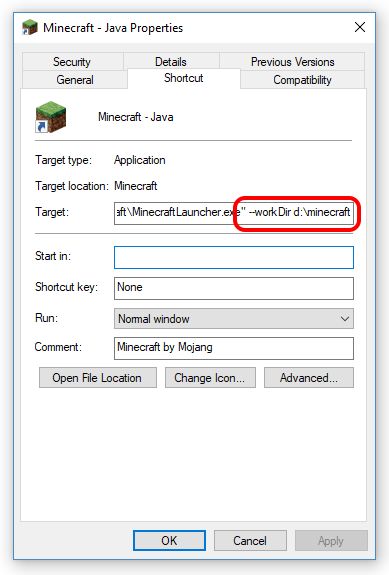 Minecraft - Java Properties
Security Details Previous Versions
General Shortcut Compatibility
Minecraft - Java
Target type: Application
Target location: Minecraft
Target: aft\MinecraftLauncher.exe" --workDir d:\minecraft
Start in:
Shortcut key: None
Run: Normal window
Comment: Minecraft by Mojang
Open File Location Change Icon... Advanced...
OK Cancel Apply